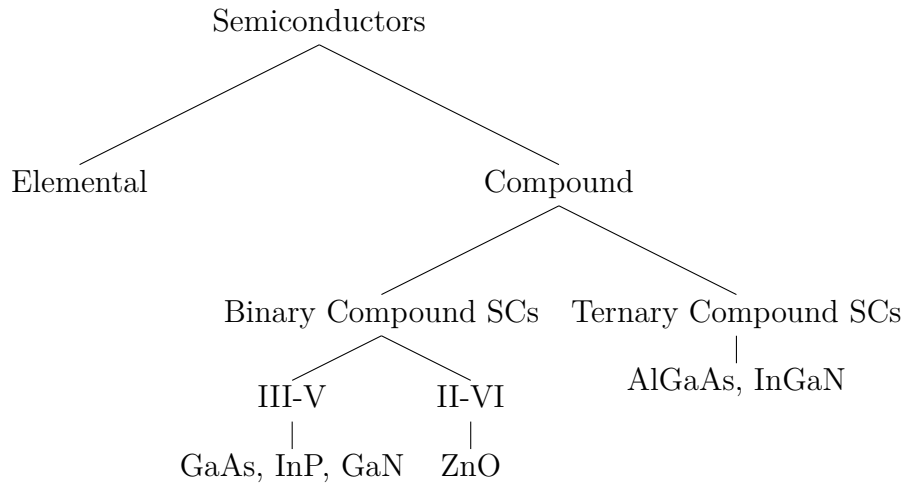 Semiconductors
Elemental
Compound
Binary Compound SCs
Ternary Compound SCs
AlGaAs, InGaN
III-V
II-VI
GaAs, InP, GaN
ZnO